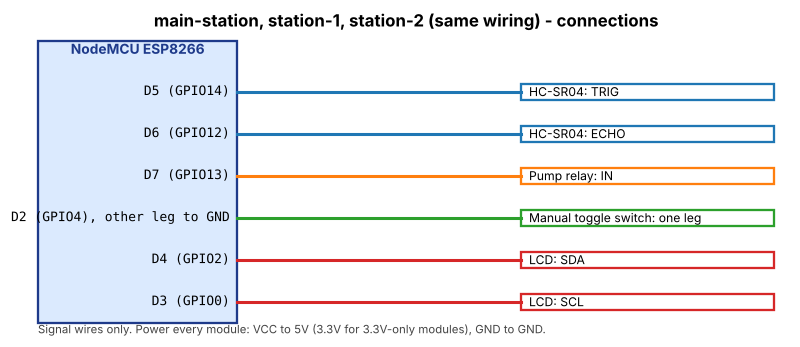 main-station, station-1, station-2 (same wiring) - connections
NodeMCU ESP8266
D5 (GPIO14)
HC-SR04: TRIG
D6 (GPIO12)
HC-SR04: ECHO
D7 (GPIO13)
Pump relay: IN
D2 (GPIO4), other leg to GND
Manual toggle switch: one leg
D4 (GPIO2)
LCD: SDA
D3 (GPIO0)
LCD: SCL
Signal wires only. Power every module: VCC to 5V (3.3V for 3.3V-only modules), GND to GND.